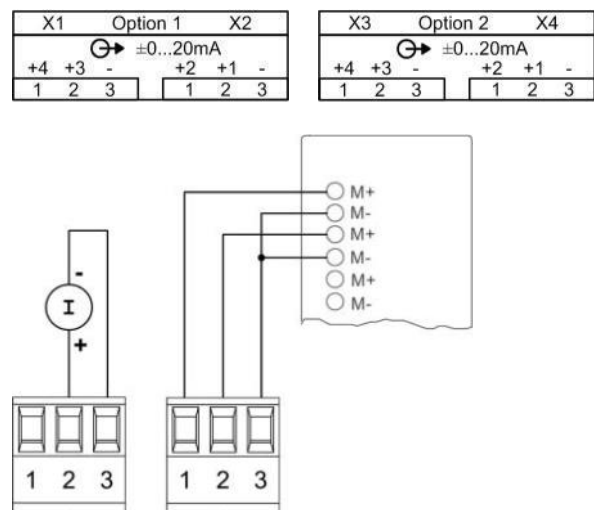 X1 Option 1 X2
±0...20mA
+4 +3 - +2 +1 -
1 2 3 1 2 3
X3 Option 2 X4
±0...20mA
+4 +3 - +2 +1 -
1 2 3 1 2 3
M+
M-
M+
M-
M+
M-
-
I
+
1 2 3 1 2 3